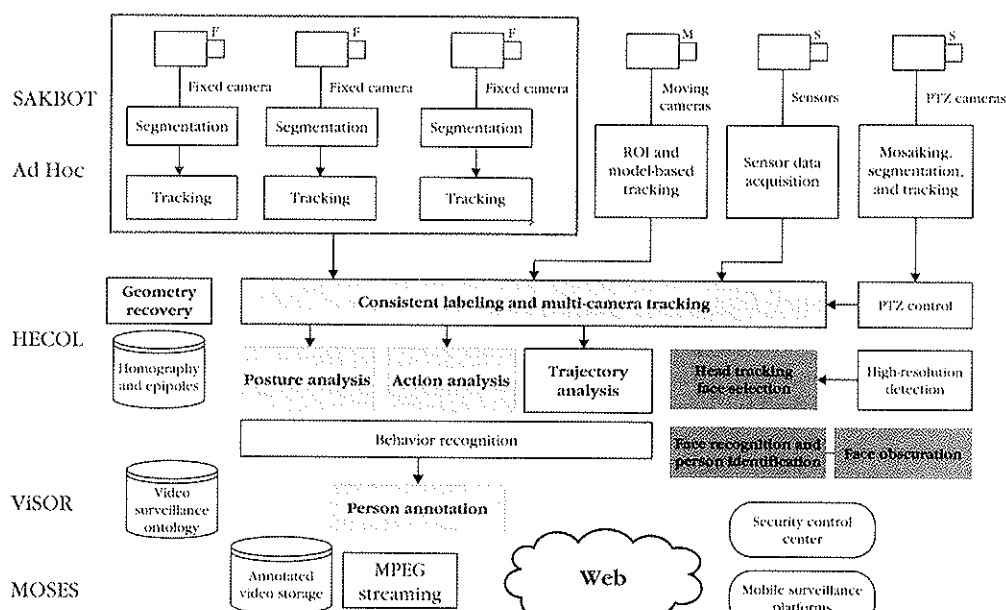 F
F
F
M
S
S
SAKBOT
Fixed camera
Fixed camera
Fixed camera
Moving
cameras
Sensors
PTZ cameras
Segmentation
Segmentation
Segmentation
Ad Hoc
ROI and
model-based
tracking
Sensor data
acquisition
Mosaiking,
segmentation,
and tracking
Tracking
Tracking
Tracking
Geometry
recovery
Consistent labeling and multi-camera tracking
PTZ control
HECOL
Homography
and epipoles
Posture analysis
Action analysis
Trajectory
analysis
Head tracking
face selection
High-resolution
detection
Behavior recognition
Face recognition and
person identification
Face obscuration
ViSOR
Video
surveillance
ontology
Person annotation
Security control
center
MOSES
Annotated
video storage
MPEG
streaming
Web
Mobile surveillance
platforms